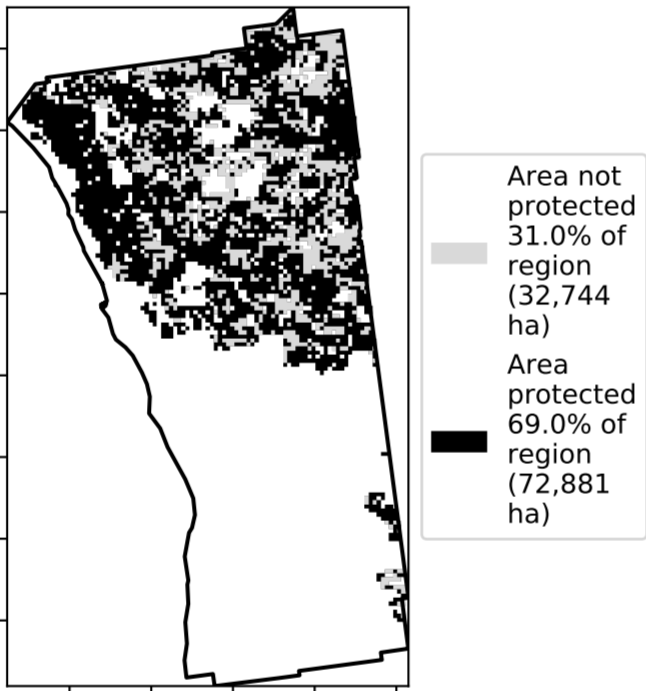 Area not
protected
31.0% of
region
(32,744
ha)
Area
protected
69.0% of
region
(72,881
ha)